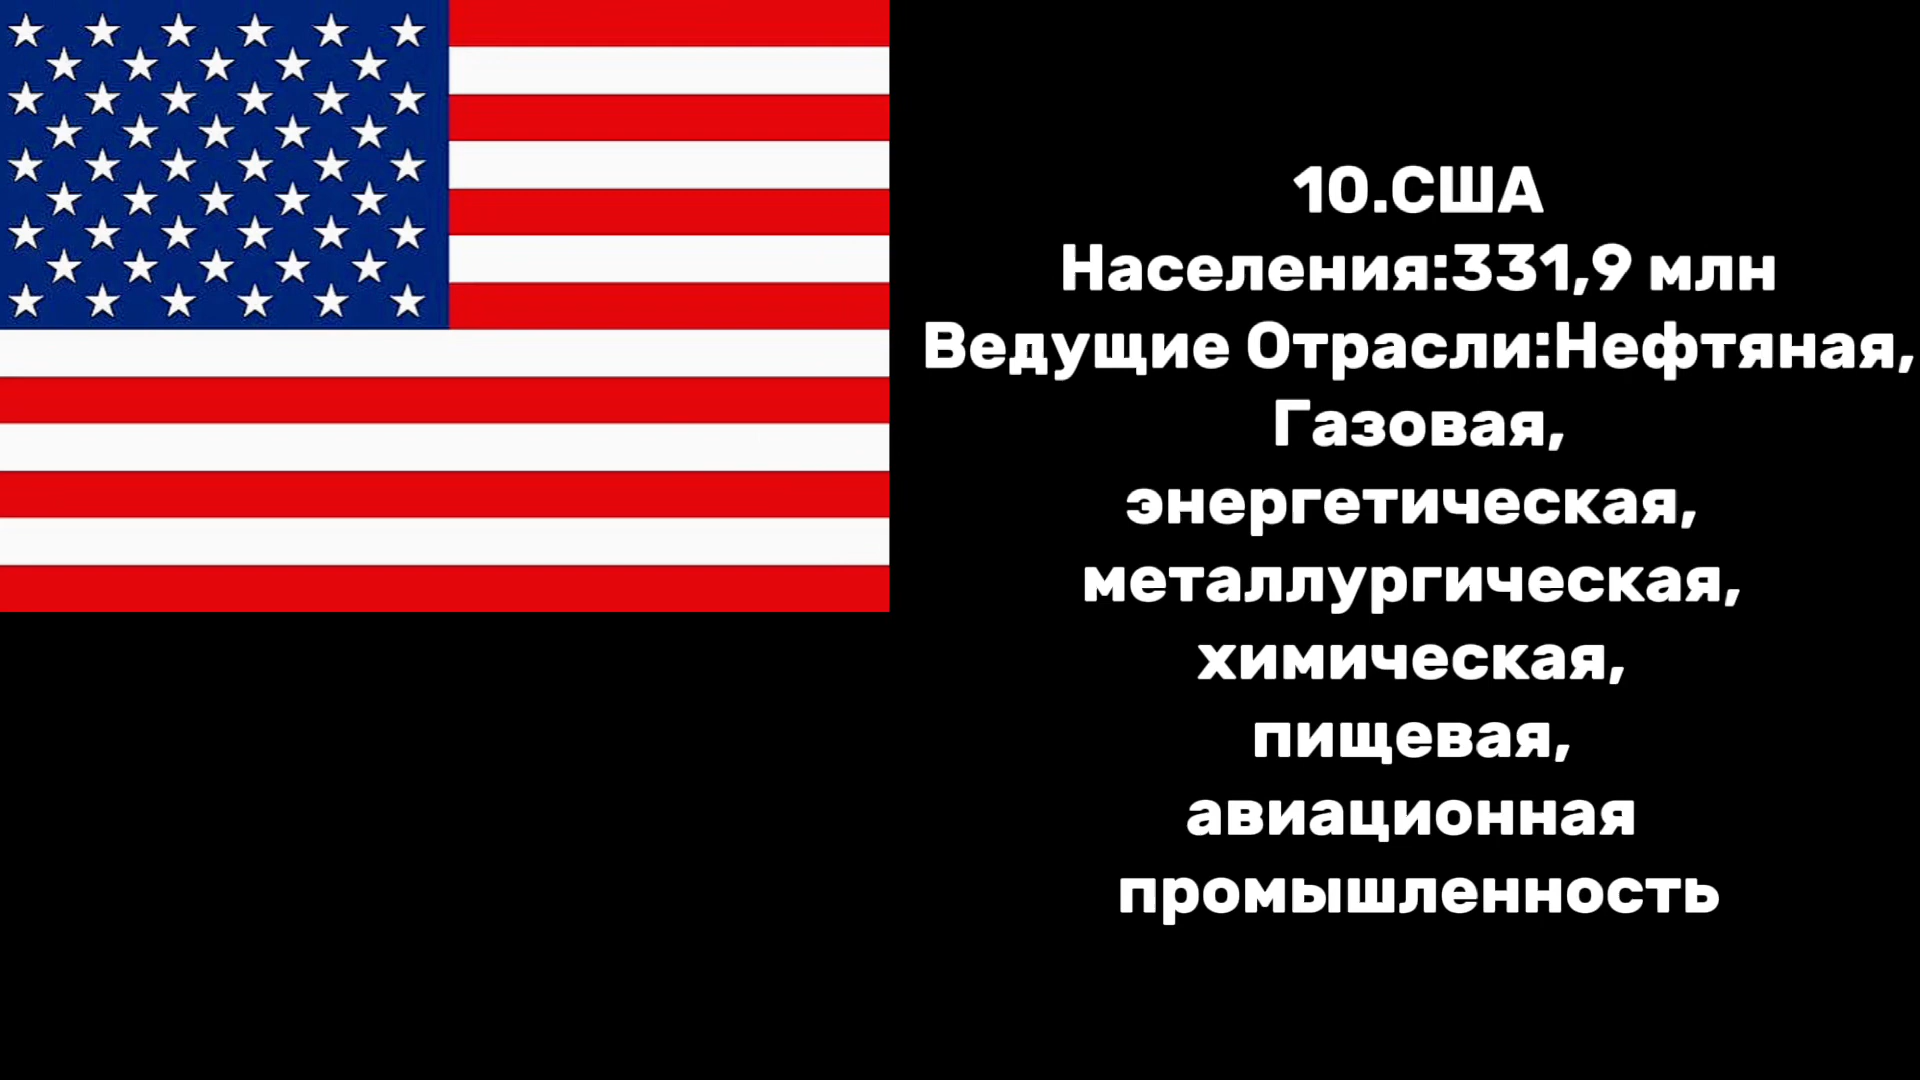 10.США
Населения:331,9 млн
Ведущие Отрасли:Нефтяная,
Газовая,
энергетическая,
металлургическая,
химическая,
пищевая,
авиационная
промышленность